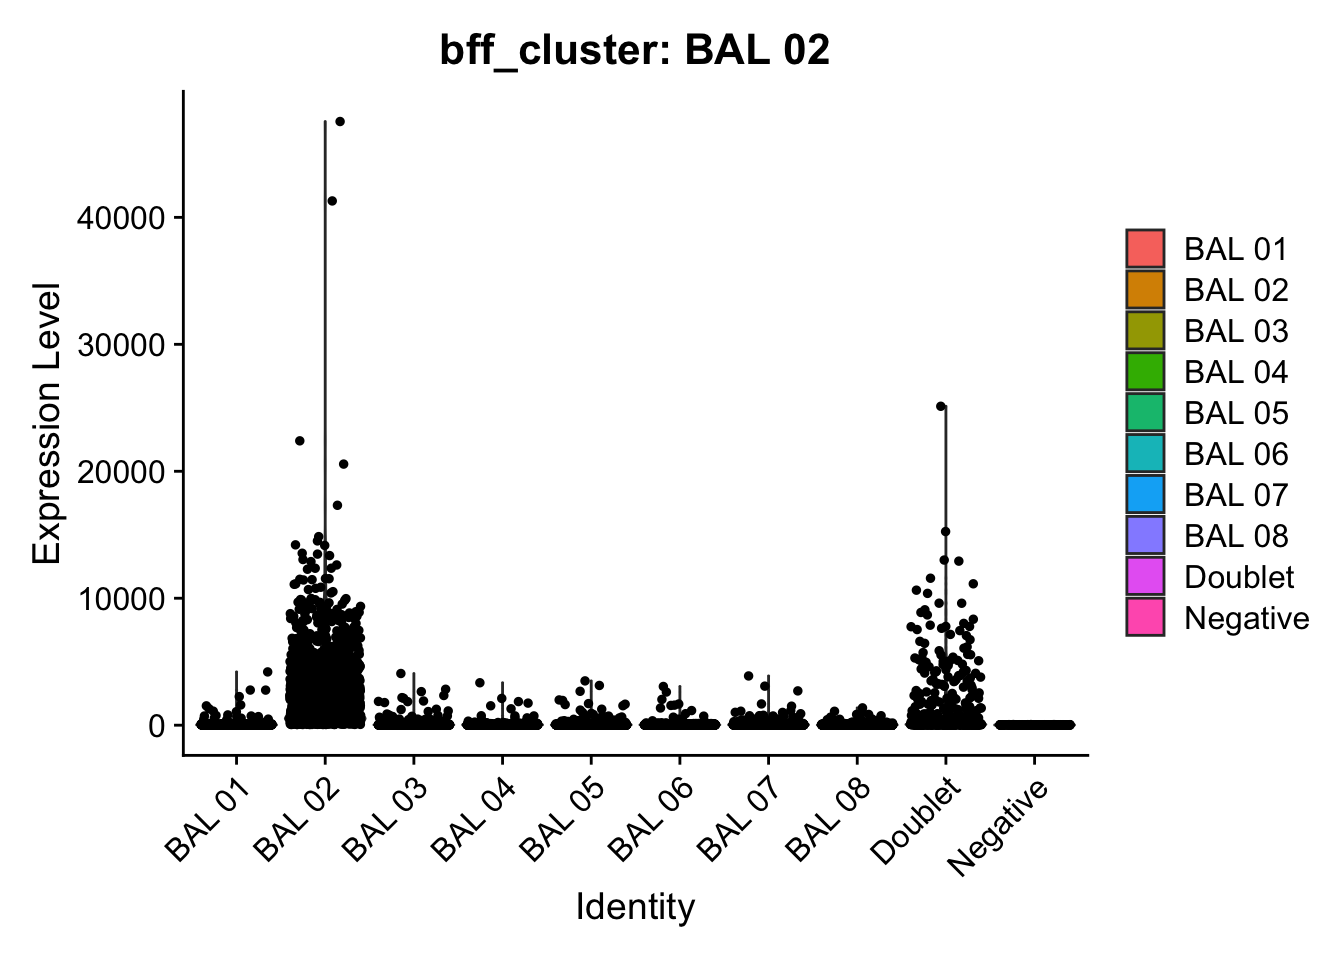 bff_cluster: BAL 02
Expression Level
40000
30000
20000
10000
0
BAL 01
BAL 02
BAL 03
BAL 04
BAL 05
BAL 06
BAL 07
BAL 08
Doublet
Negative
Identity
BAL 01
BAL 02
BAL 03
BAL 04
BAL 05
BAL 06
BAL 07
BAL 08
Doublet
Negative